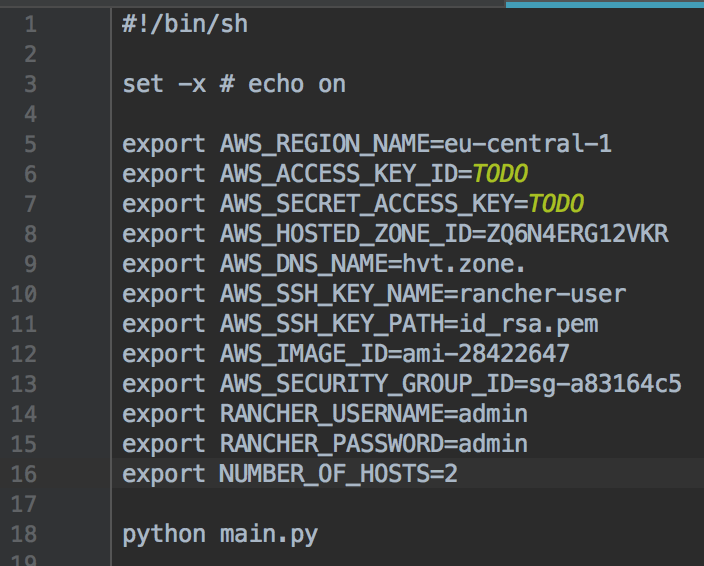 1 #!/bin/sh
2
3 set -x # echo on
4
5 export AWS_REGION_NAME=eu-central-1
6 export AWS_ACCESS_KEY_ID=TODO
7 export AWS_SECRET_ACCESS_KEY=TODO
8 export AWS_HOSTED_ZONE_ID=ZQ6N4ERG12VKR
9 export AWS_DNS_NAME=hvt.zone.
10 export AWS_SSH_KEY_NAME=rancher-user
11 export AWS_SSH_KEY_PATH=id_rsa.pem
12 export AWS_IMAGE_ID=ami-28422647
13 export AWS_SECURITY_GROUP_ID=sg-a83164c5
14 export RANCHER_USERNAME=admin
15 export RANCHER_PASSWORD=admin
16 export NUMBER_OF_HOSTS=2
17
18 python main.py
19